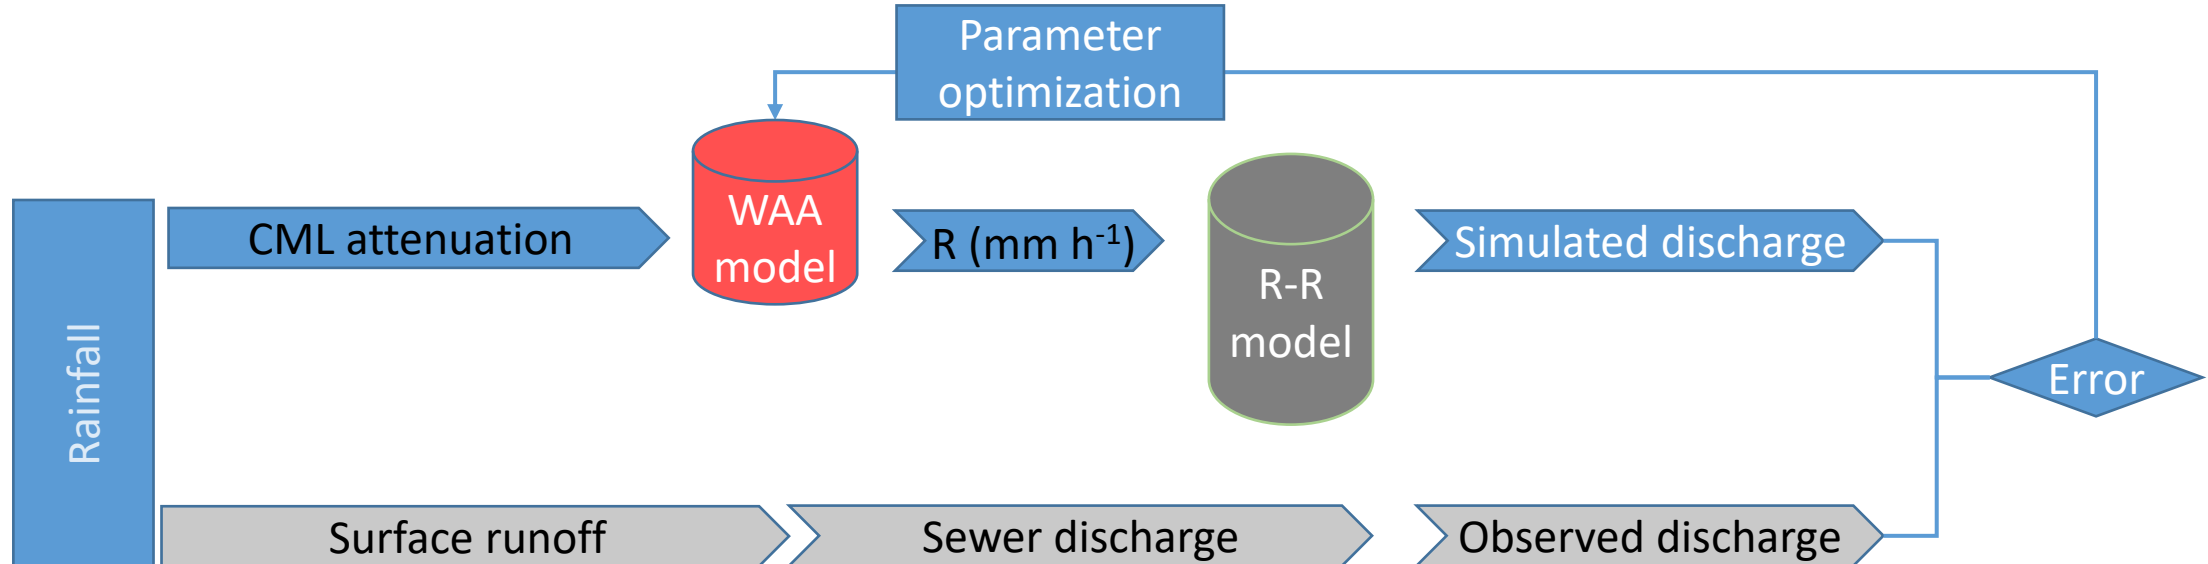 Parameter
optimization
Rainfall
CML attenuation
WAA
model
R (mm h⁻¹)
R-R
model
Simulated discharge
Error
Surface runoff
Sewer discharge
Observed discharge